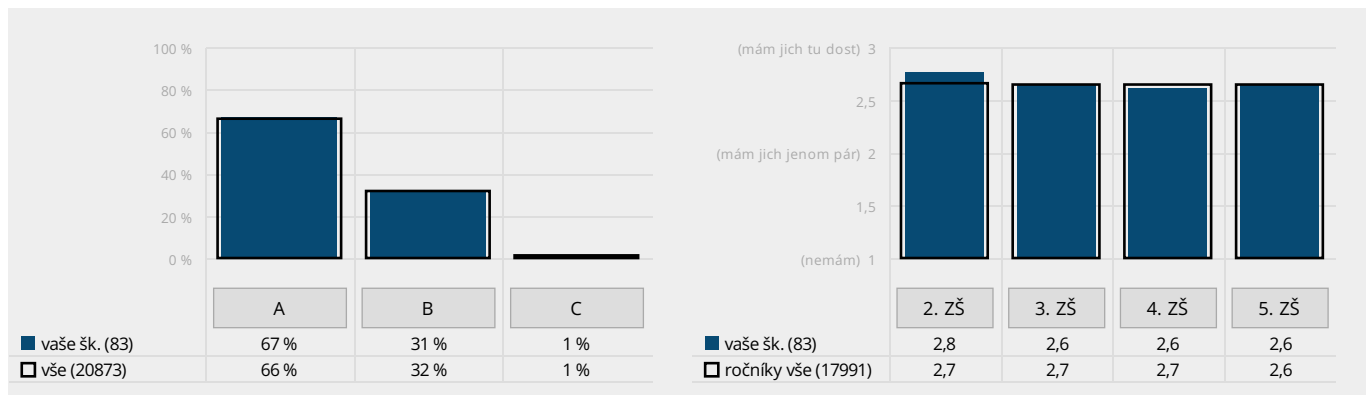 100 %
80 %
60 %
40 %
20 %
0 %
A B C
vaše šk. (83) 67 % 31 % 1 %
vše (20873) 66 % 32 % 1 %
(mám jich tu dost) 3
2,5
(mám jich jenom pár) 2
1,5
(nemám) 1
2. ZŠ 3. ZŠ 4. ZŠ 5. ZŠ
vaše šk. (83) 2,8 2,6 2,6 2,6
ročníky vše (17991) 2,7 2,7 2,7 2,6